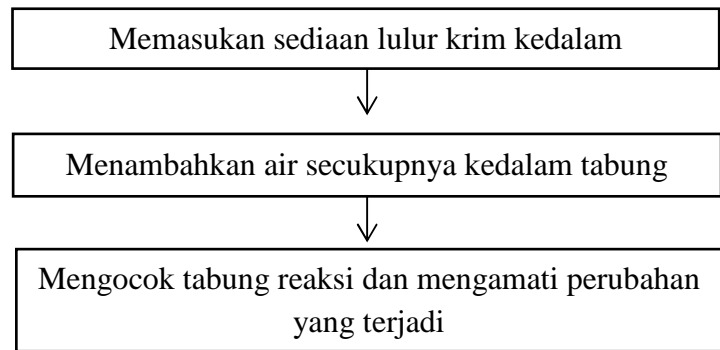 Memasukan sediaan lulur krim kedalam
Menambahkan air secukupnya kedalam tabung
Mengocok tabung reaksi dan mengamati perubahan
yang terjadi